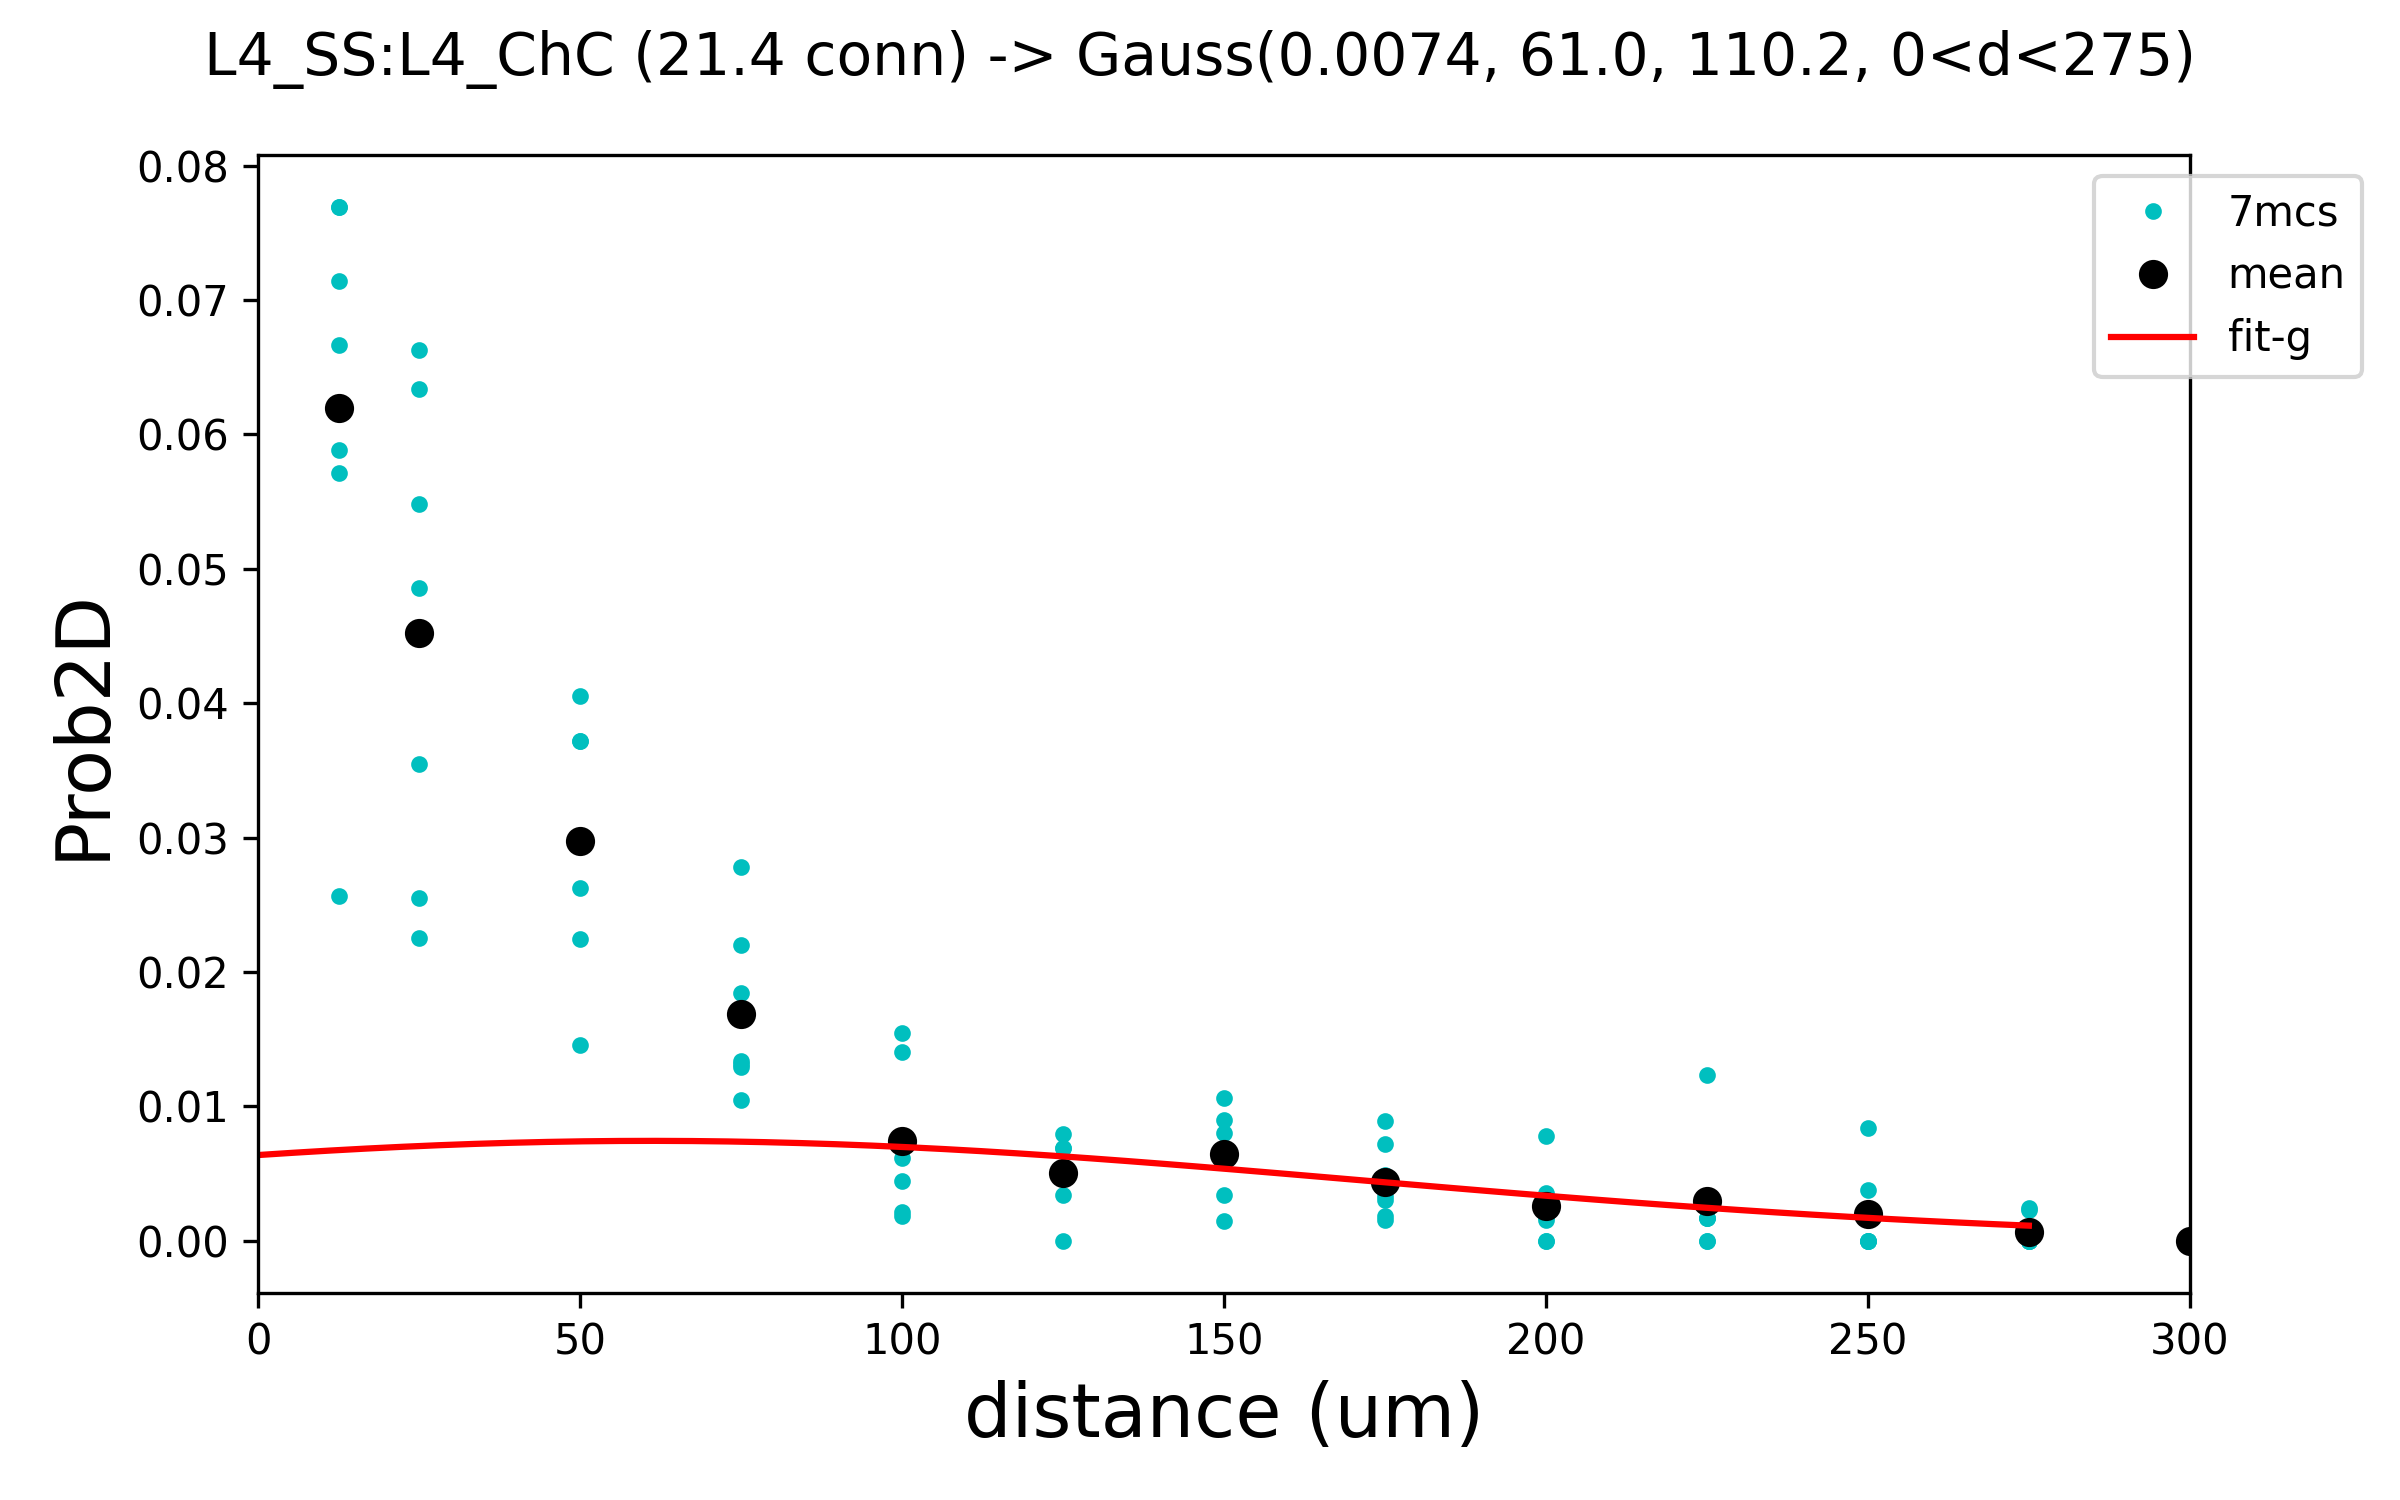 L4_SS:L4_ChC (21.4 conn) -> Gauss(0.0074, 61.0, 110.2, 0<d<275)
0.08
0.07
0.06
0.05
0.04
0.03
0.02
0.01
0.00
Prob2D
7mcs
mean
fit-g
0 50 100 150 200 250 300
distance (um)